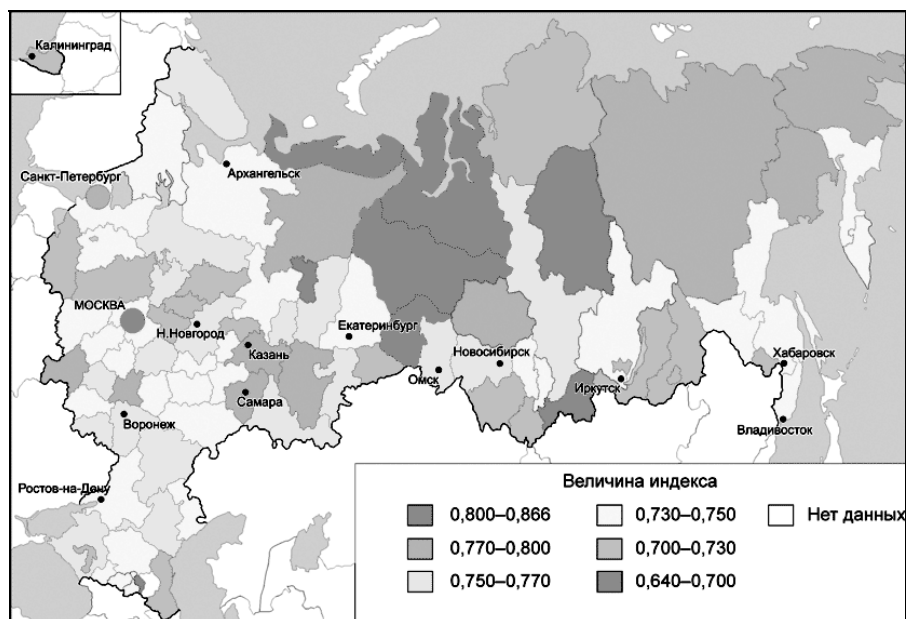 Калининград
Санкт-Петербург
Архангельск
МОСКВА
Н.Новгород
Казань
Екатеринбург
Самара
Воронеж
Омск
Новосибирск
Иркутск
Хабаровск
Владивосток
Ростов-на-Дону
Величина индекса
0,800–0,866
0,730–0,750
Нет данных
0,770–0,800
0,700–0,730
0,750–0,770
0,640–0,700